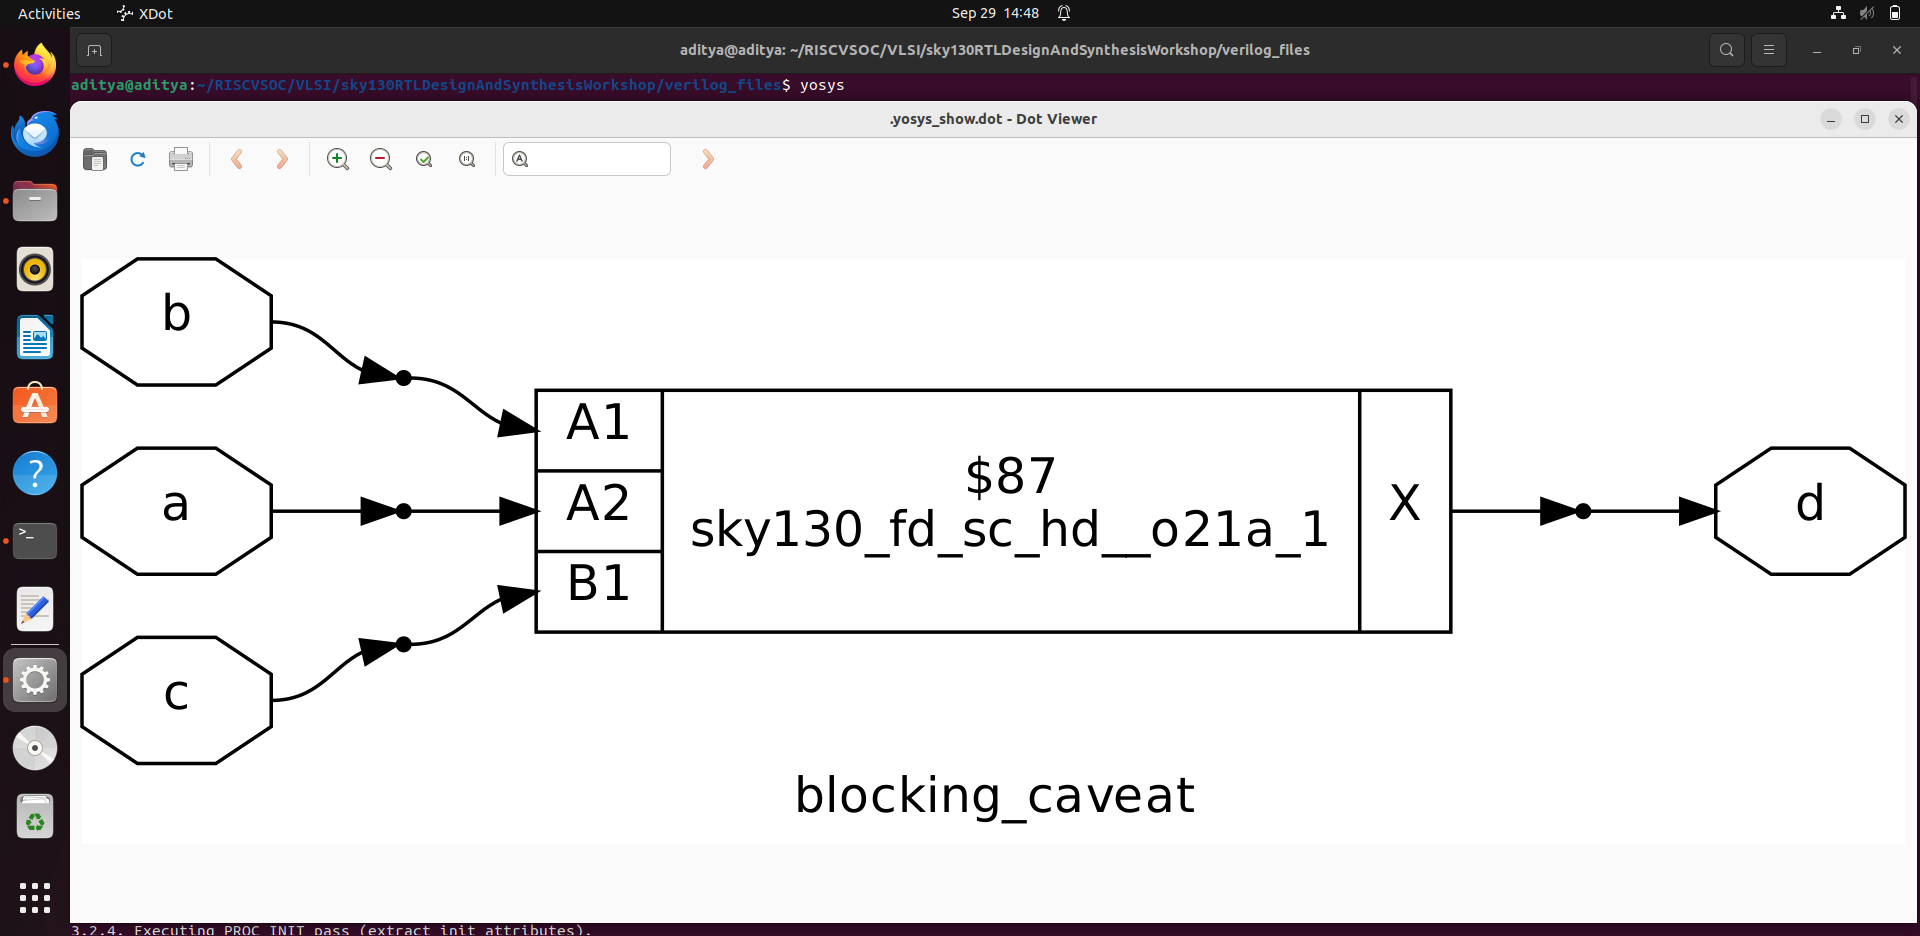 Activities
XDot
Sep 29 14:48
aditya@aditya: ~/RISCVSOC/VLSI/sky130RTLDesignAndSynthesisWorkshop/verilog_files
aditya@aditya:~/RISCVSOC/VLSI/sky130RTLDesignAndSynthesisWorkshop/verilog_files$ yosys
.yosys_show.dot - Dot Viewer
b
a
c
A1
A2
B1
$87
sky130_fd_sc_hd__o21a_1
X
d
blocking_caveat
3.2.4. Executing PROC_INIT pass (extract init attributes).